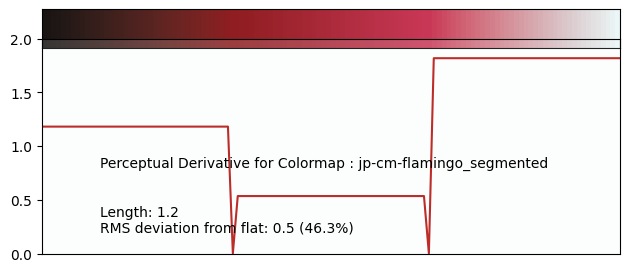 2.0
1.5
1.0
0.5
0.0
Perceptual Derivative for Colormap : jp-cm-flamingo_segmented
Length: 1.2
RMS deviation from flat: 0.5 (46.3%)